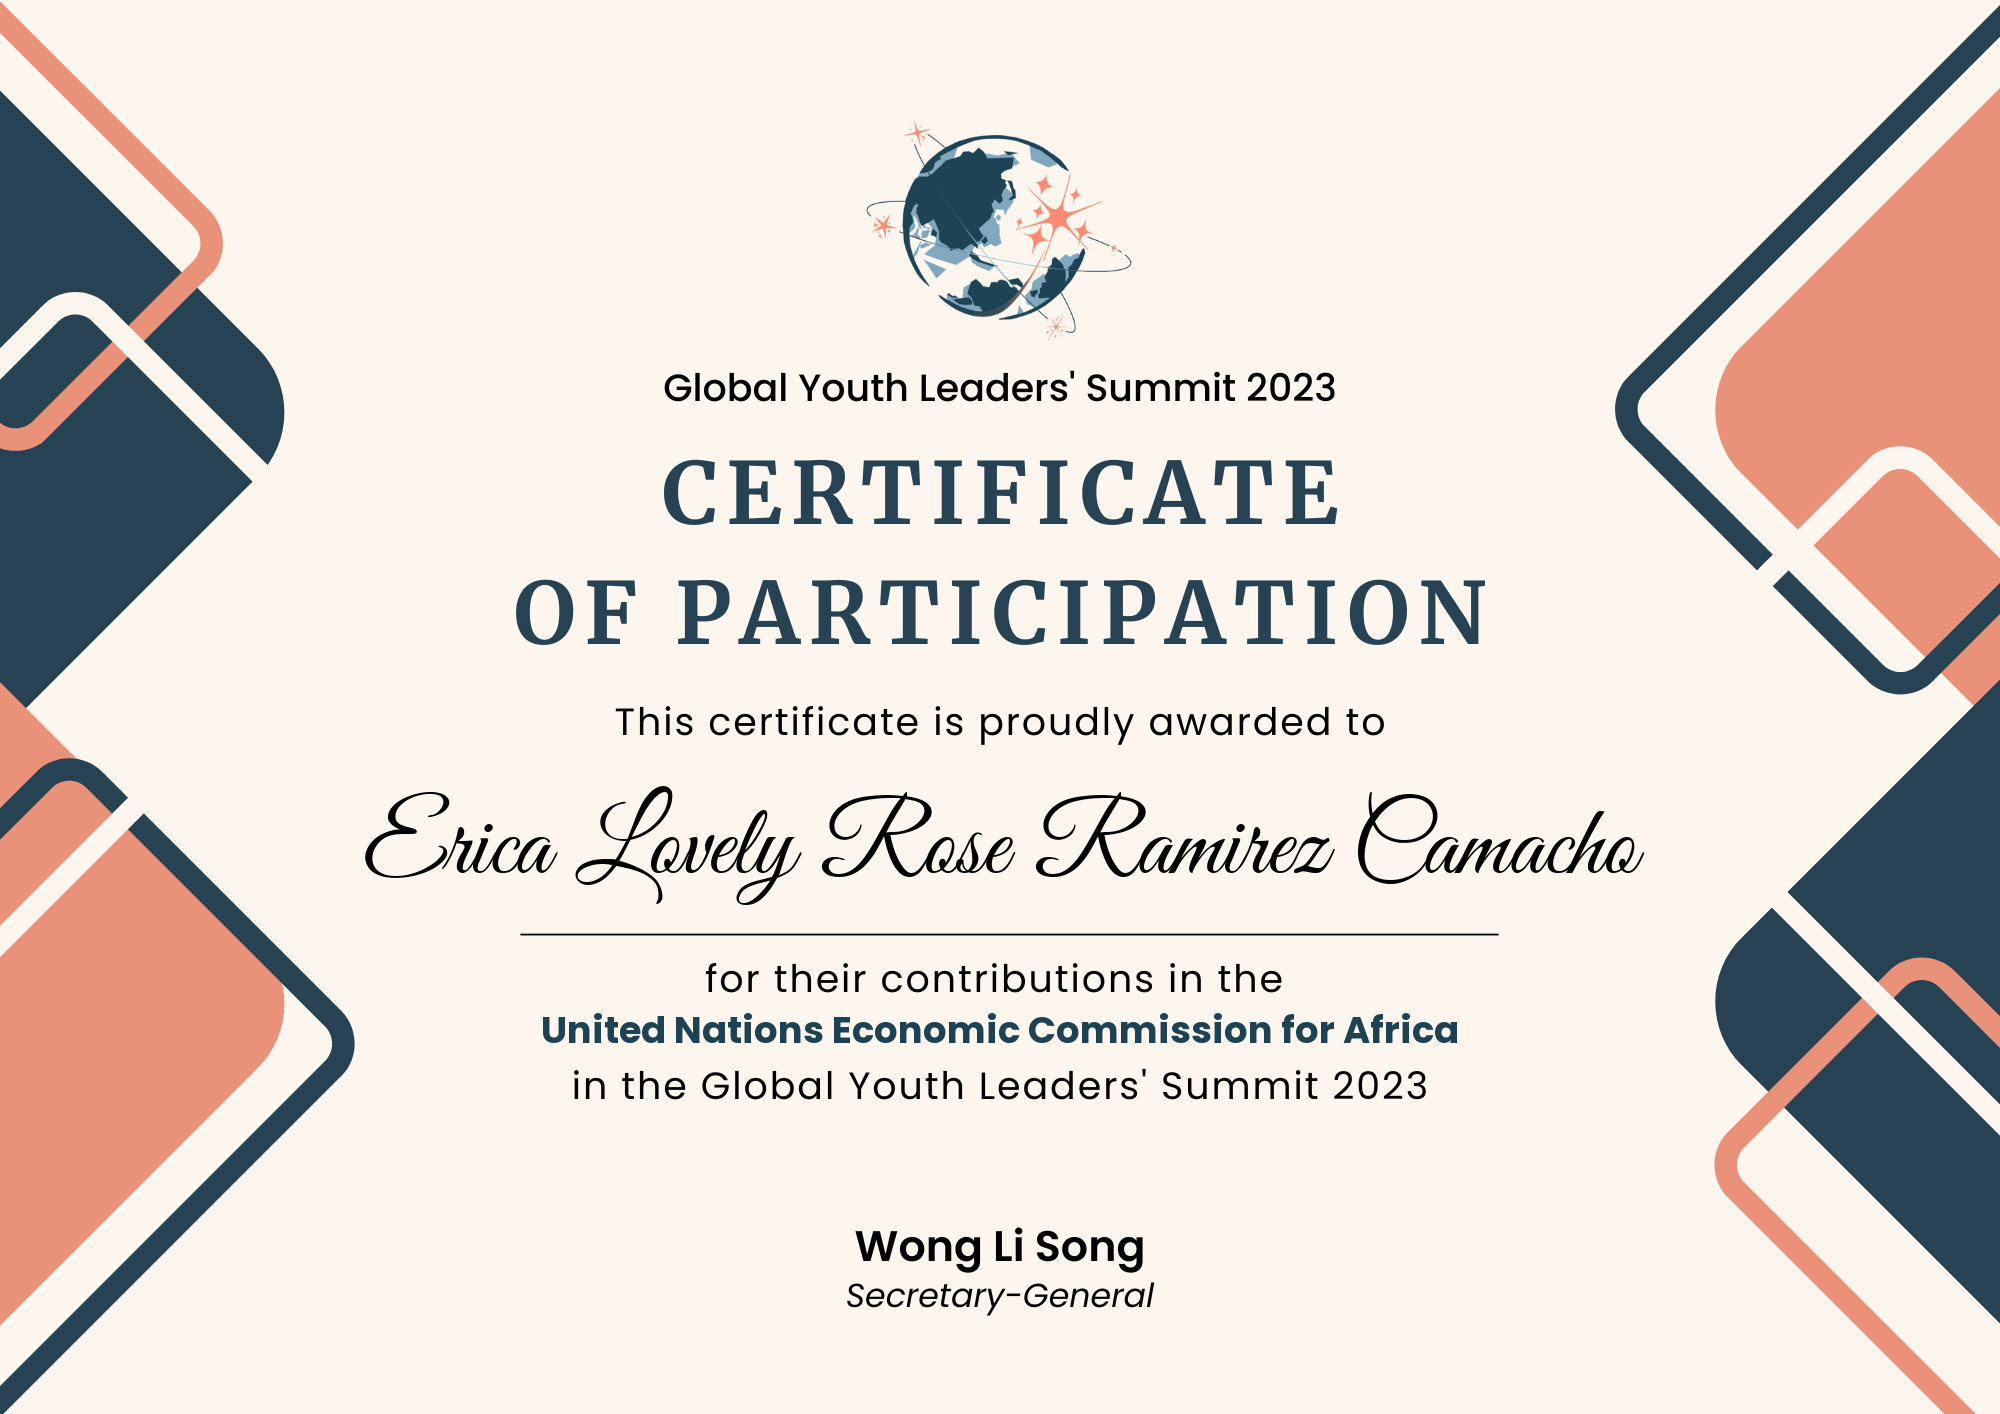 Global Youth Leaders' Summit 2023
CERTIFICATE
OF PARTICIPATION
This certificate is proudly awarded to
Erica Lovely Rose Ramirez Camacho
for their contributions in the
United Nations Economic Commission for Africa
in the Global Youth Leaders' Summit 2023
Wong Li Song
Secretary-General